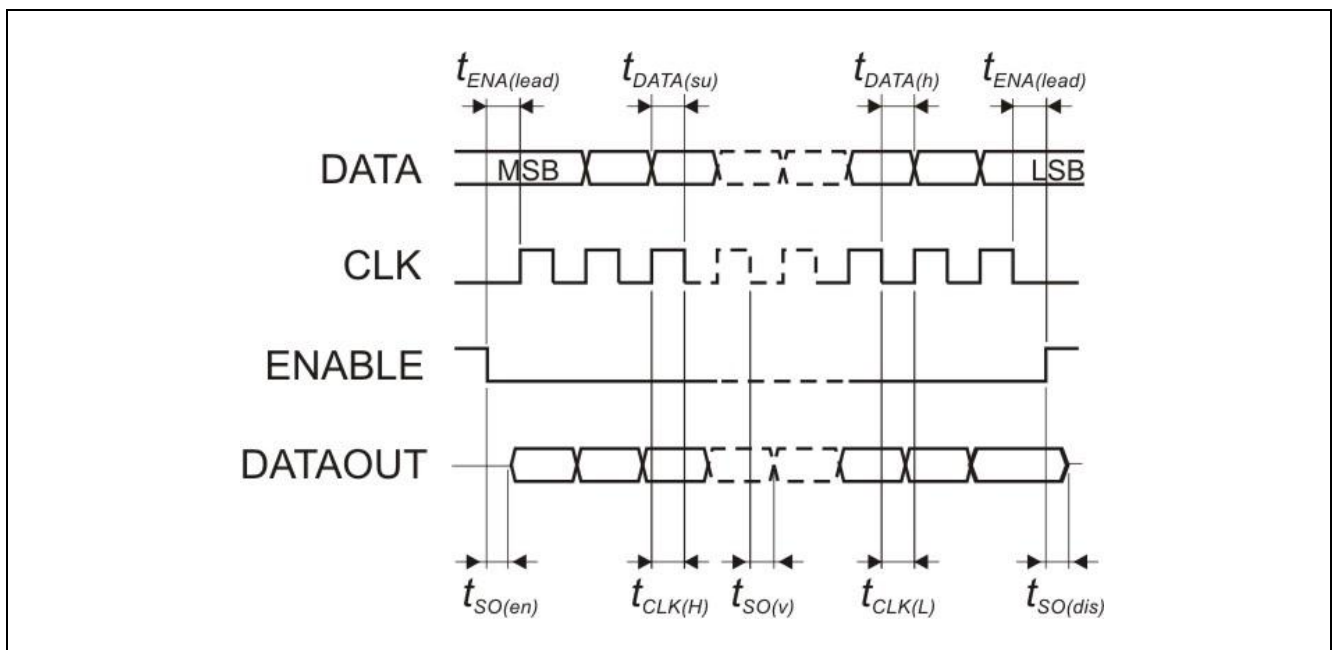 tENA(lead) tDATA(su) tDATA(h) tENA(lead)
DATA MSB LSB
CLK
ENABLE
DATAOUT
tSO(en) tCLK(H) tSO(v) tCLK(L) tSO(dis)